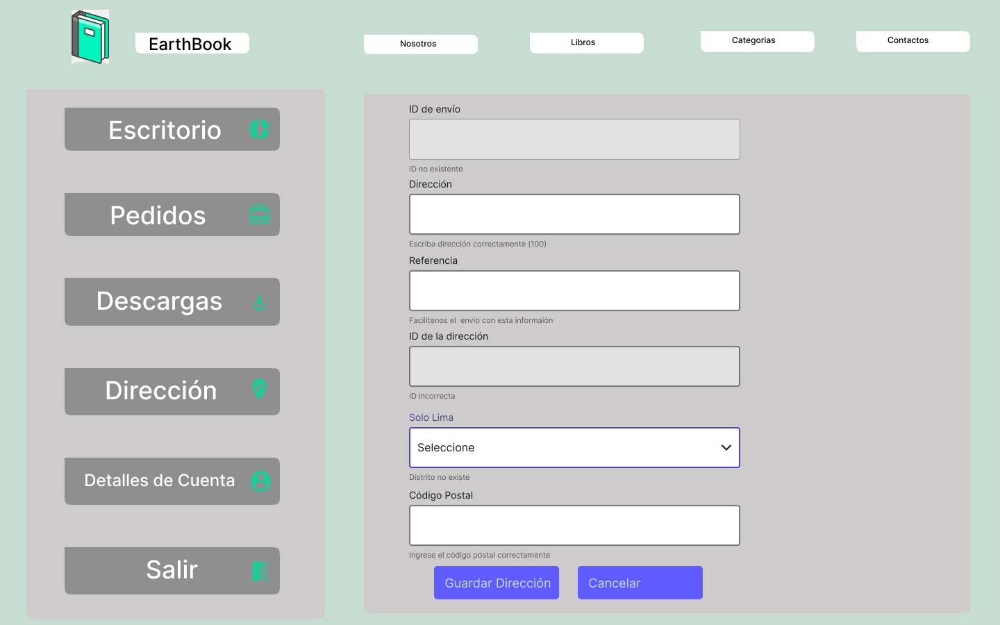 EarthBook
Nosotros
Libros
Categorias
Contactos
Escritorio
Pedidos
Descargas
Dirección
Detalles de Cuenta
Salir
ID de envío
ID no existente
Dirección
Escriba dirección correctamente (100)
Referencia
Facilitenos el  envio con esta informaión
ID de la dirección
ID incorrecta
Solo Lima
Seleccione
Distrito no existe
Código Postal
Ingrese el código postal correctamente
Guardar Dirección
Cancelar